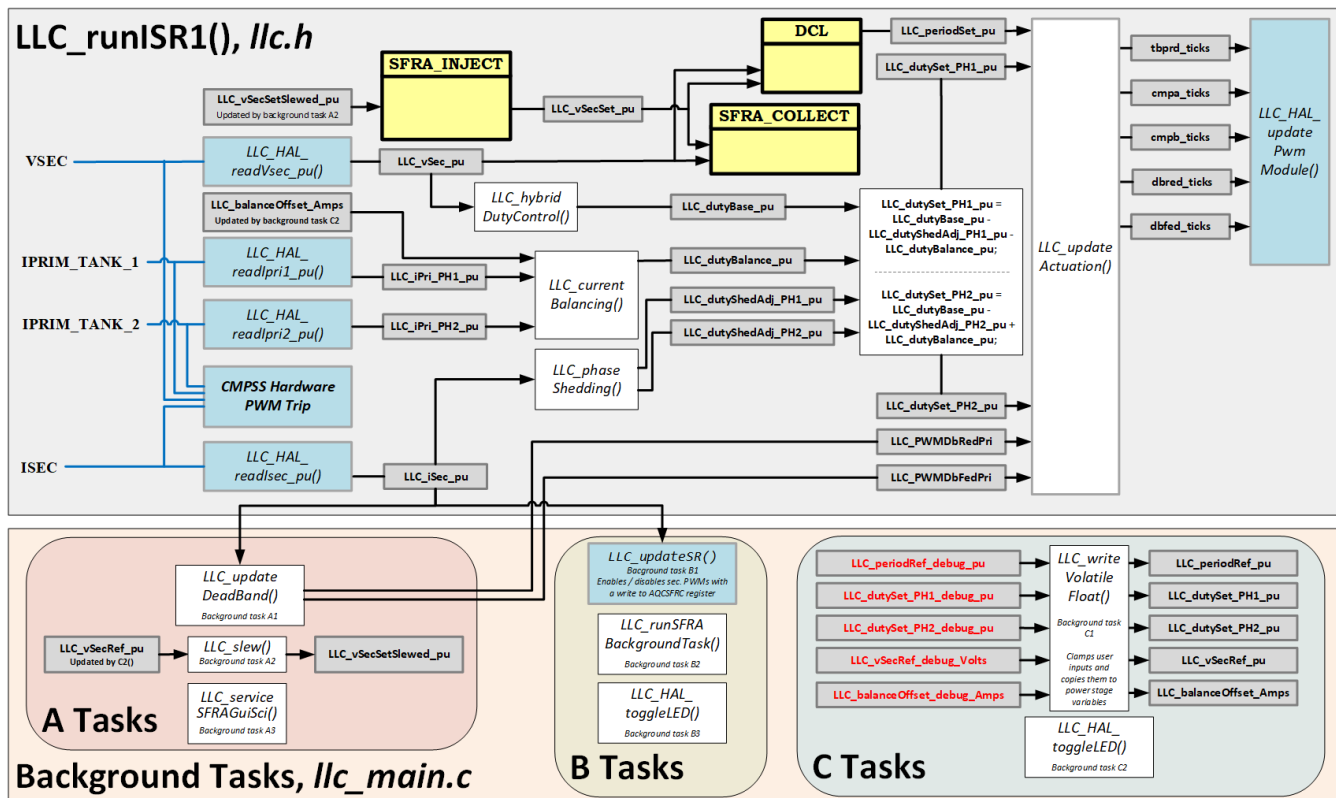 LLC_runISR1(), llc.h
SFRA_INJECT
DCL
SFRA_COLLECT
LLC_vSecSetSlewed_pu
Updated by background task A2
LLC_vSecSet_pu
LLC_periodSet_pu
LLC_dutySet_PH1_pu
VSEC
LLC_HAL_
readVsec_pu()
LLC_vSec_pu
LLC_hybrid
DutyControl()
LLC_dutyBase_pu
LLC_balanceOffset_Amps
Updated by background task C2
IPRIM_TANK_1
LLC_HAL_
readIpri1_pu()
LLC_iPri_PH1_pu
LLC_current
Balancing()
LLC_dutyBalance_pu
IPRIM_TANK_2
LLC_HAL_
readIpri2_pu()
LLC_iPri_PH2_pu
LLC_dutyShedAdj_PH1_pu
LLC_dutyShedAdj_PH2_pu
LLC_phase
Shedding()
CMPSS Hardware
PWM Trip
ISEC
LLC_HAL_
readIsec_pu()
LLC_iSec_pu
LLC_dutySet_PH1_pu =
LLC_dutyBase_pu -
LLC_dutyShedAdj_PH1_pu -
LLC_dutyBalance_pu;
LLC_dutySet_PH2_pu =
LLC_dutyBase_pu -
LLC_dutyShedAdj_PH2_pu +
LLC_dutyBalance_pu;
LLC_dutySet_PH2_pu
LLC_PWMDbRedPri
LLC_PWMDbFedPri
LLC_update
Actuation()
tbprd_ticks
cmpa_ticks
cmpb_ticks
dbred_ticks
dbfed_ticks
LLC_HAL_
update
Pwm
Module()
LLC_update
DeadBand()
Background task A1
LLC_vSecRef_pu
Updated by C2()
LLC_slew()
Background task A2
LLC_vSecSetSlewed_pu
LLC_service
SFRAGuiSci()
Background task A3
A Tasks
Background Tasks, llc_main.c
LLC_updateSR()
Bacground task B1
Enables / disables sec. PWMs with
a write to AQCSFRC register
LLC_runSFRA
BackgroundTask()
Background task B2
LLC_HAL_
toggleLED()
Background task B3
B Tasks
LLC_periodRef_debug_pu
LLC_dutySet_PH1_debug_pu
LLC_dutySet_PH2_debug_pu
LLC_vSecRef_debug_Volts
LLC_balanceOffset_debug_Amps
LLC_write
Volatile
Float()
Background task
C1
Clamps user
inputs and
copies them to
power stage
variables
LLC_periodRef_pu
LLC_dutySet_PH1_pu
LLC_dutySet_PH2_pu
LLC_vSecRef_pu
LLC_balanceOffset_Amps
LLC_HAL_
toggleLED()
Background task C2
C Tasks